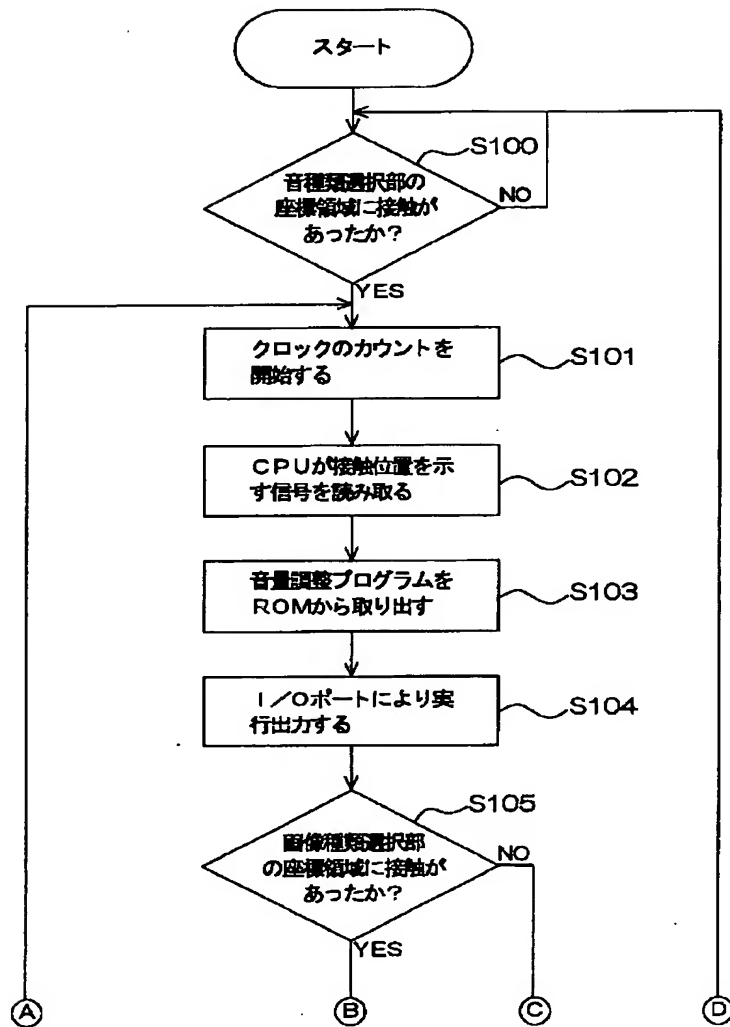 スタート
S100
音種類選択部の
座標領域に接触が
あったか?
NO
YES
クロックのカウントを
開始する
S101
CPUが接触位置を示
す信号を読み取る
S102
音量調整プログラムを
ROMから取り出す
S103
I/Oポートにより実
行出力する
S104
S105
画像種類選択部
の座標領域に接触が
あったか?
NO
YES
A
B
C
D